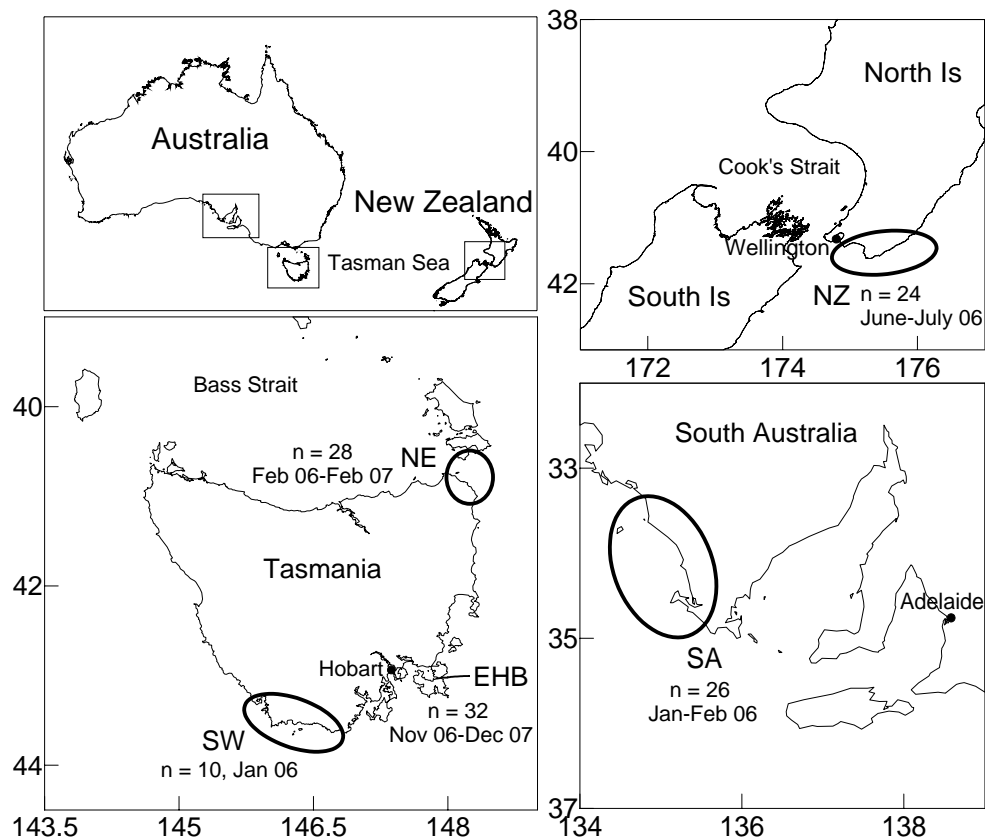 Australia
New Zealand
Tasman Sea
38
40
42
172
174
176
North Is
Cook's Strait
Wellington
South Is
NZ
n = 24
June-July 06
40
42
44
143.5
145
146.5
148
Bass Strait
n = 28
NE
Feb 06-Feb 07
Tasmania
Hobart
EHB
n = 32
Nov 06-Dec 07
SW
n = 10, Jan 06
33
35
37
134
136
138
South Australia
Adelaide
SA
n = 26
Jan-Feb 06